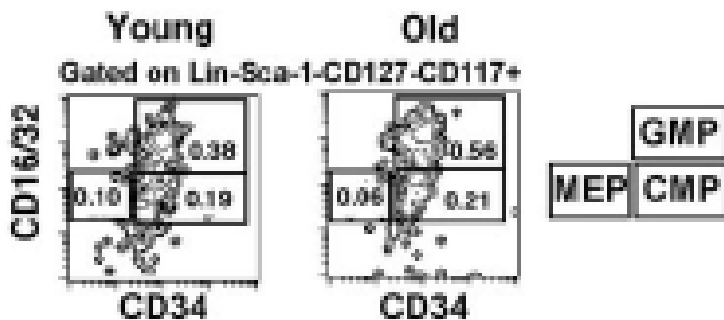 Young Old
Gated on Lin-Sca-1-CD127-CD117+
CD16/32
0.38
0.10 0.19
CD34
0.56
0.06 0.21
CD34
GMP
MEP CMP